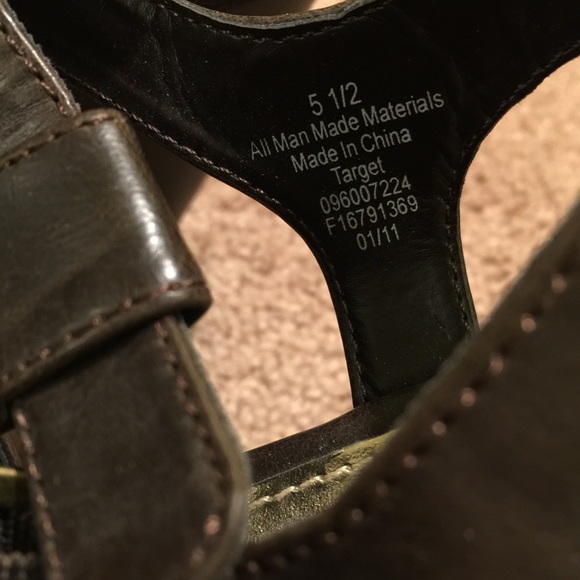 5 1/2
All Man Made Materials
Made In China
Target
096007224
F16791369
01/11